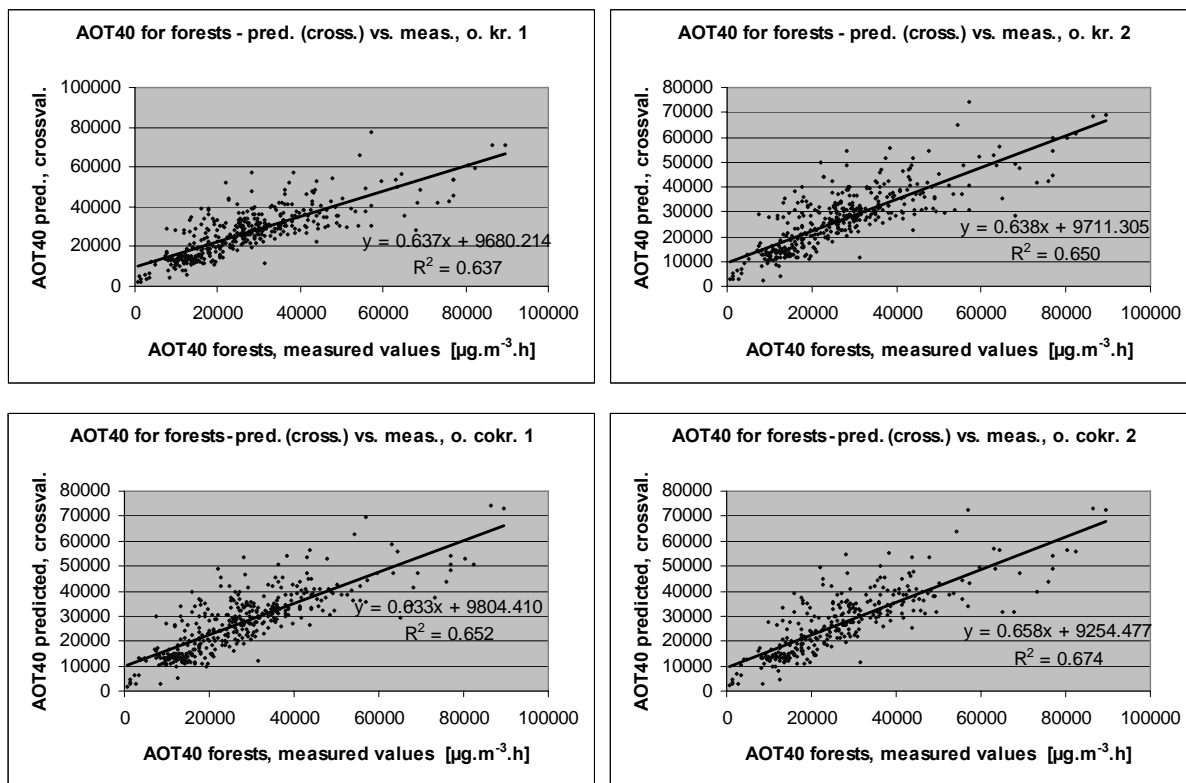 AOT40 for forests - pred. (cross.) vs. meas., o. kr. 1
AOT40 pred., crossval.
100000
80000
60000
40000
20000
0
y = 0.637x + 9680.214
R² = 0.637
0 20000 40000 60000 80000 100000
AOT40 forests, measured values [µg.m⁻³.h]
AOT40 for forests - pred. (cross.) vs. meas., o. kr. 2
AOT40 pred., crossval.
80000
70000
60000
50000
40000
30000
20000
10000
0
y = 0.638x + 9711.305
R² = 0.650
0 20000 40000 60000 80000 100000
AOT40 forests, measured values [µg.m⁻³.h]
AOT40 for forests-pred. (cross.) vs. meas., o. cokr. 1
AOT40 predicted, crossval.
80000
70000
60000
50000
40000
30000
20000
10000
0
y = 0.633x + 9804.410
R² = 0.652
0 20000 40000 60000 80000 100000
AOT40 forests, measured values [µg.m⁻³.h]
AOT40 for forests-pred. (cross.) vs. meas., o. cokr. 2
AOT40 predicted, crossval.
80000
70000
60000
50000
40000
30000
20000
10000
0
y = 0.658x + 9254.477
R² = 0.674
0 20000 40000 60000 80000 100000
AOT40 forests, measured values [µg.m⁻³.h]